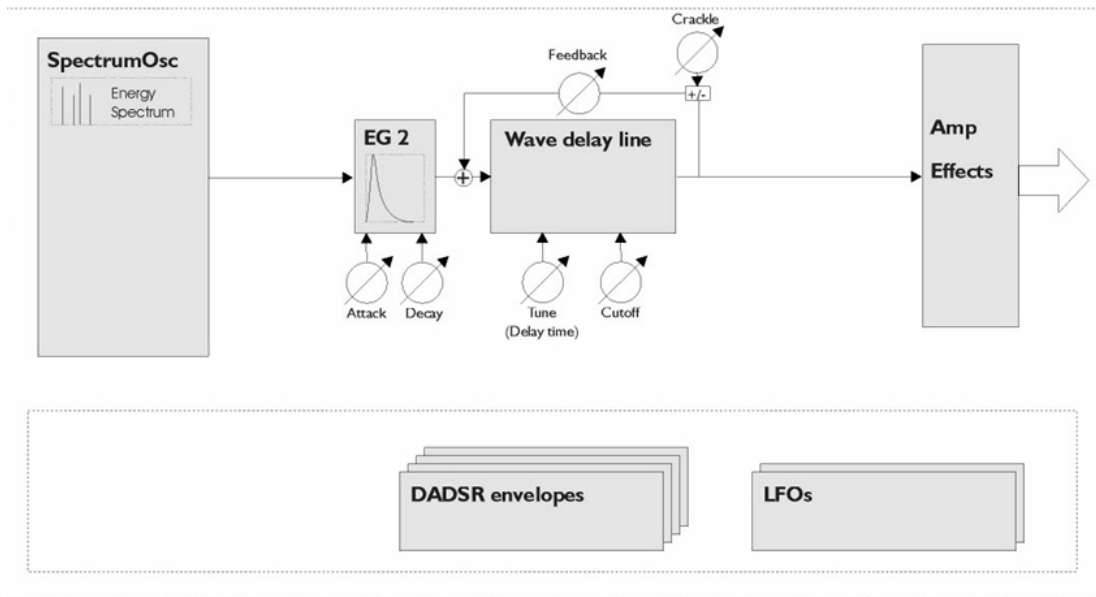 Crackle
SpectrumOsc
Feedback
Energy
Spectrum
+/-
EG 2
Wave delay line
Amp
Effects
+
Attack
Decay
Tune
(Delay time)
Cutoff
DADSR envelopes
LFOs